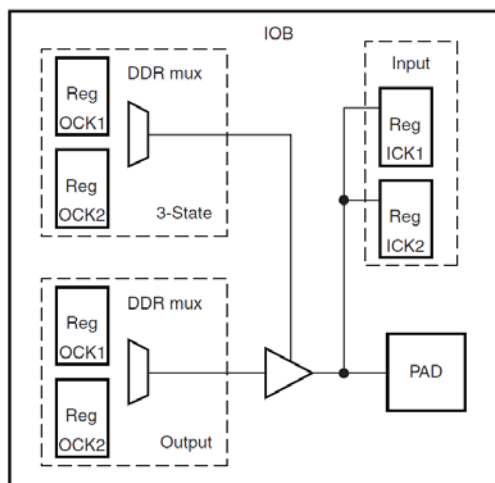 IOB
DDR mux
Reg
OCK1
Reg
OCK2
3-State
Input
Reg
ICK1
Reg
ICK2
DDR mux
Reg
OCK1
Reg
OCK2
Output
PAD